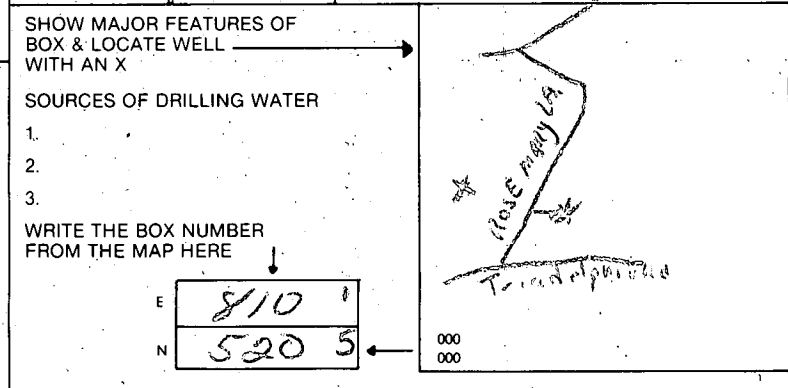 SHOW MAJOR FEATURES OF
BOX & LOCATE WELL
WITH AN X
SOURCES OF DRILLING WATER
1.
2.
3.
WRITE THE BOX NUMBER
FROM THE MAP HERE
E 810 1
N 520 5
ROSE MARY LA.
000
000